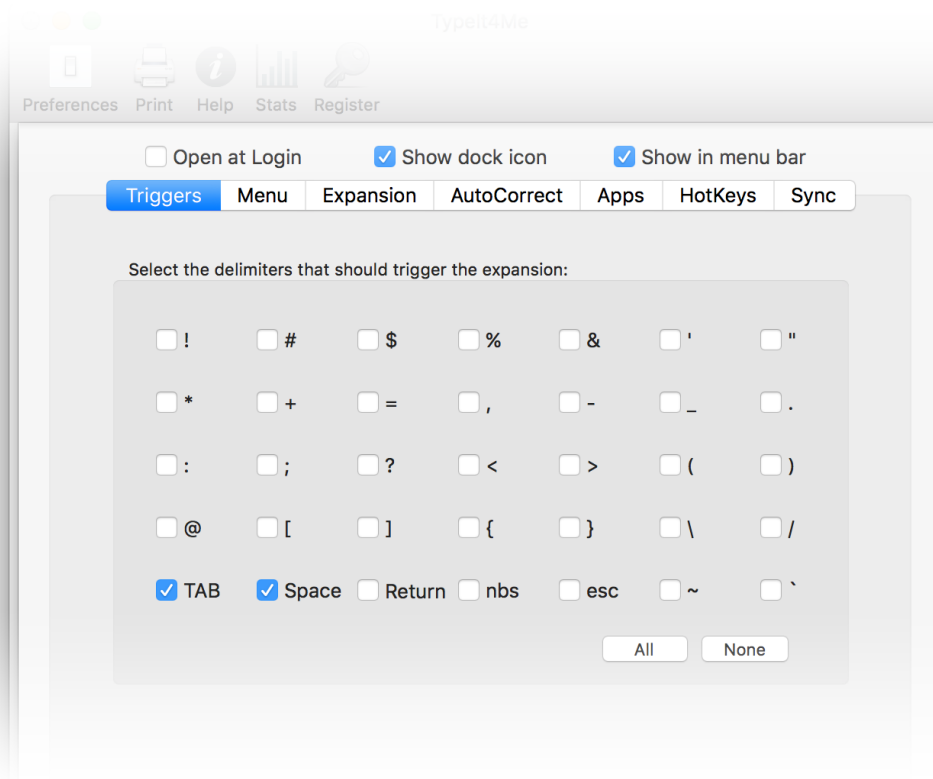 TypeIt4Me
Preferences Print Help Stats Register
Open at Login Show dock icon Show in menu bar
Triggers Menu Expansion AutoCorrect Apps HotKeys Sync
Select the delimiters that should trigger the expansion:
! # $ % & ' "
* + = , - _ .
: ; ? < > ( )
@ [ ] { } \ /
TAB Space Return nbs esc ~ `
All None